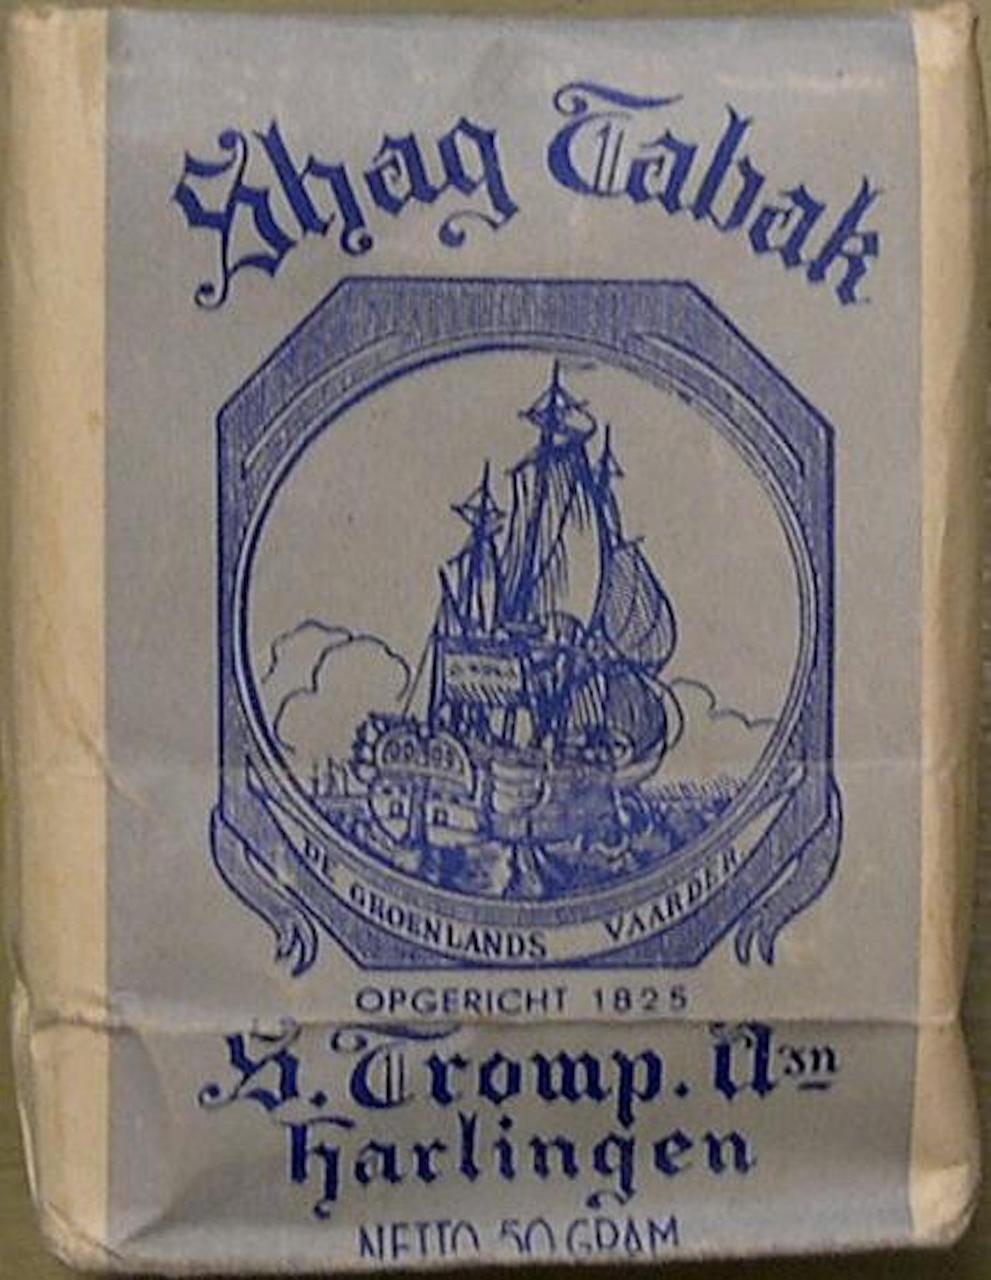 Shag Tabak
DE GROENLANDS VAARDER
OPGERICHT 1825
S. Tromp. Azn
Harlingen
NETTO 50 GRAM